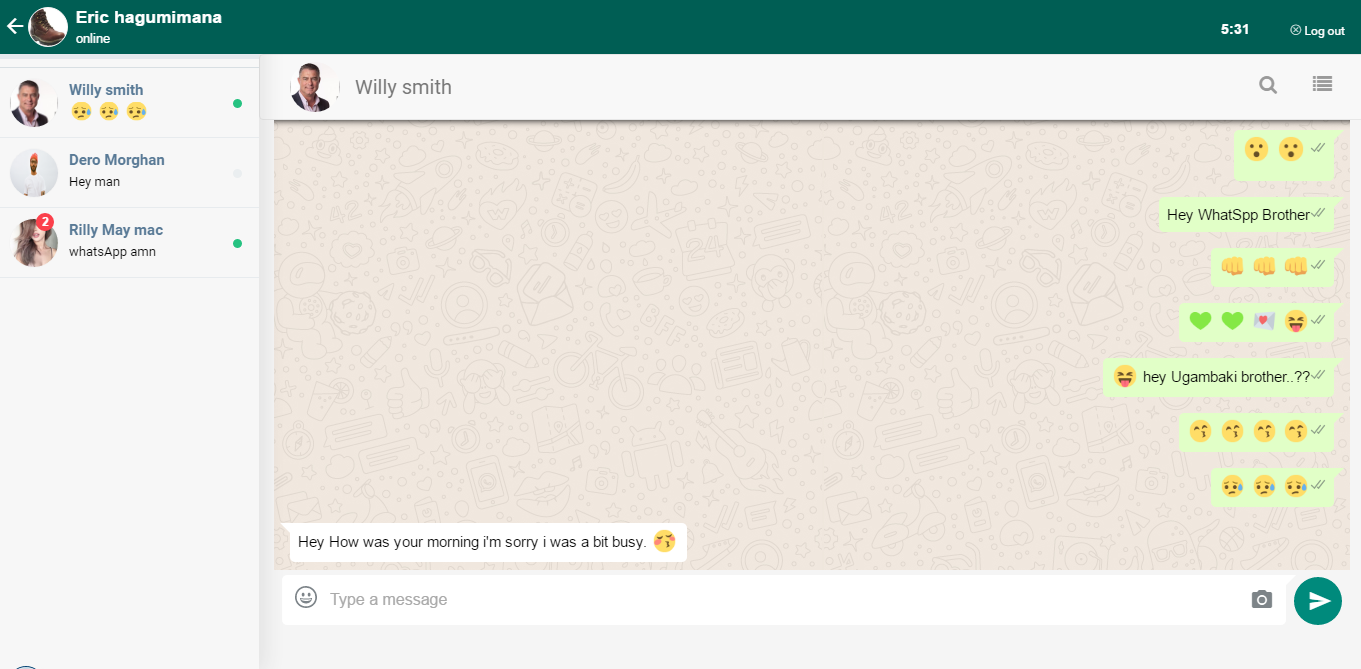 Eric hagumimana
online
5:31
Log out
Willy smith
😥 😥 😥
Dero Morghan
Hey man
2
Rilly May mac
whatsApp amn
Willy smith
😮 😮
Hey WhatSpp Brother
👊 👊 👊
💚 💚 💌 😝
😝 hey Ugambaki brother..??
😙 😙 😙 😙
😥 😥 😥
Hey How was your morning i'm sorry i was a bit busy. 😚
Type a message